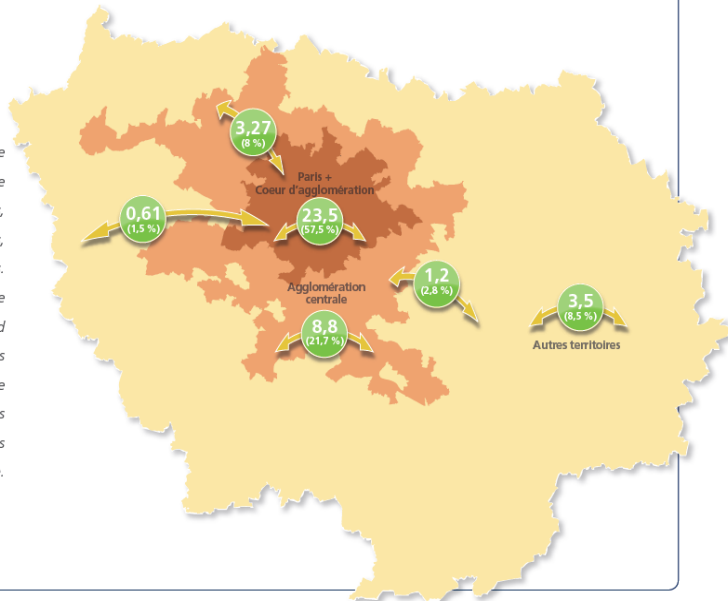 3,27
(8 %)
Paris +
Coeur d'agglomération
0,61
(1,5 %)
23,5
(57,5 %)
1,2
(2,8 %)
Agglomération
centrale
3,5
(8,5 %)
8,8
(21,7 %)
Autres territoires